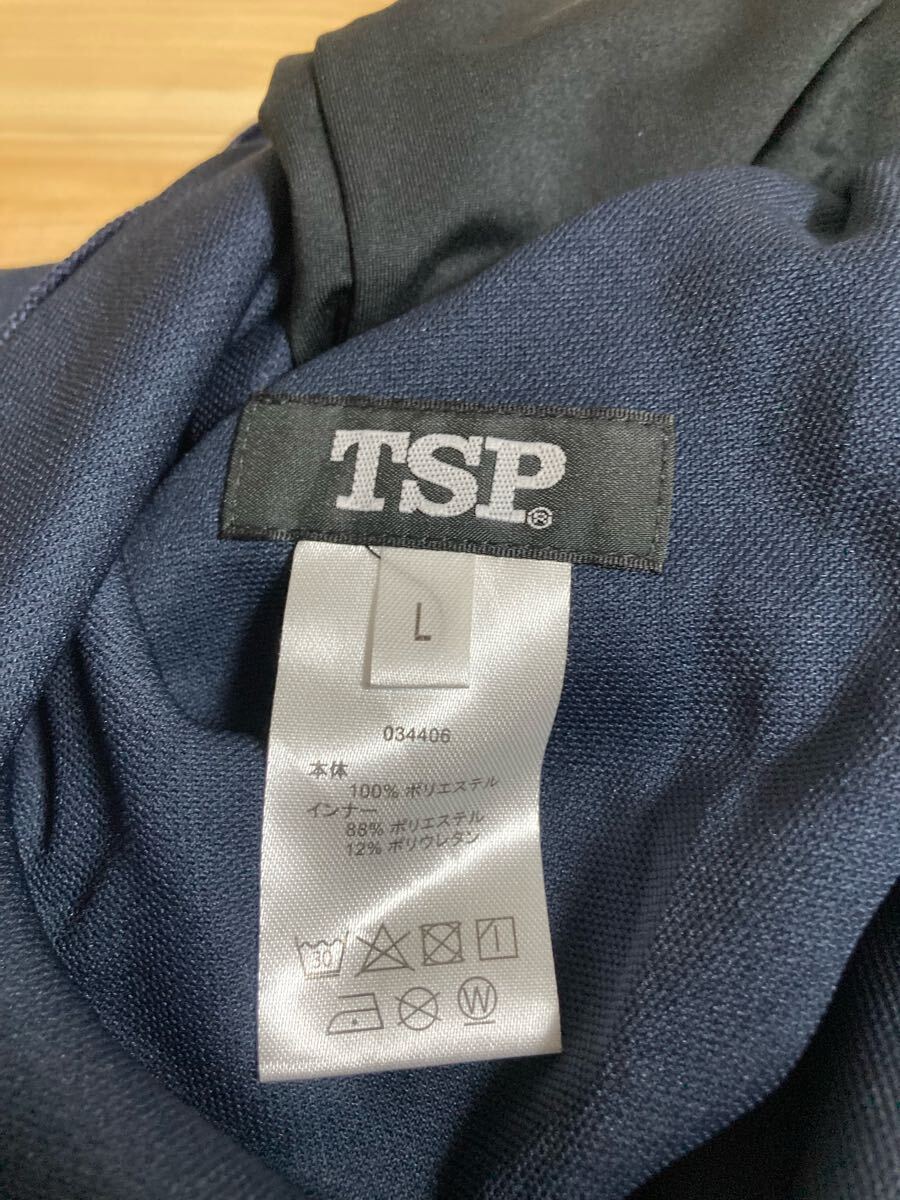 TSP®
L
034406
本体
100% ポリエステル
インナー
88% ポリエステル
12% ポリウレタン
30
W